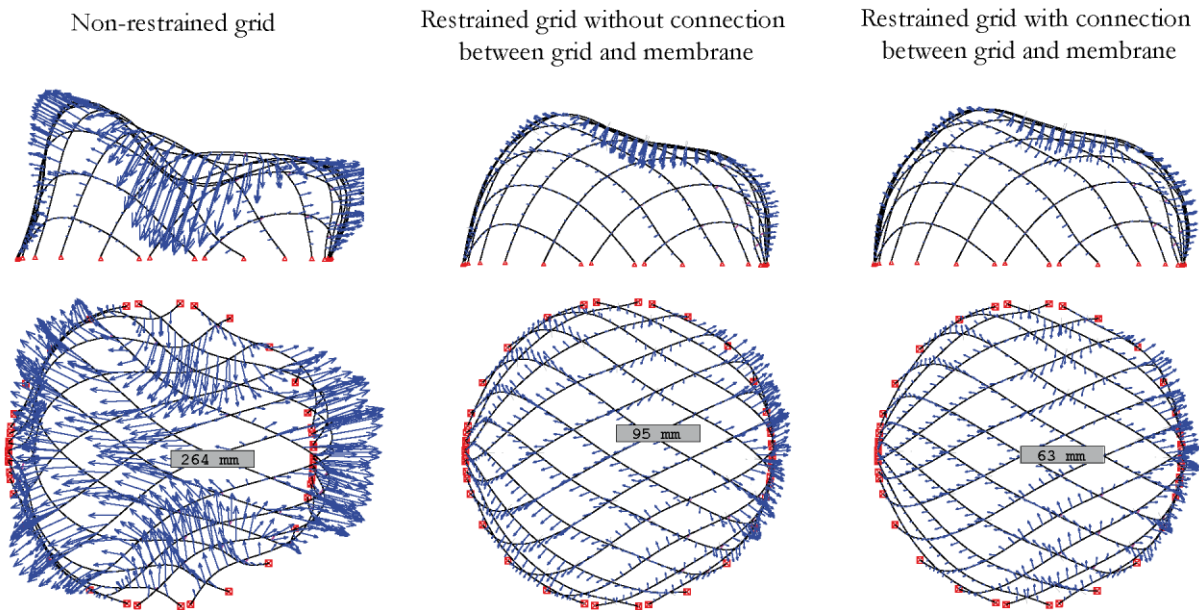 Non-restrained grid
Restrained grid without connection
between grid and membrane
Restrained grid with connection
between grid and membrane
264 mm
95 mm
63 mm